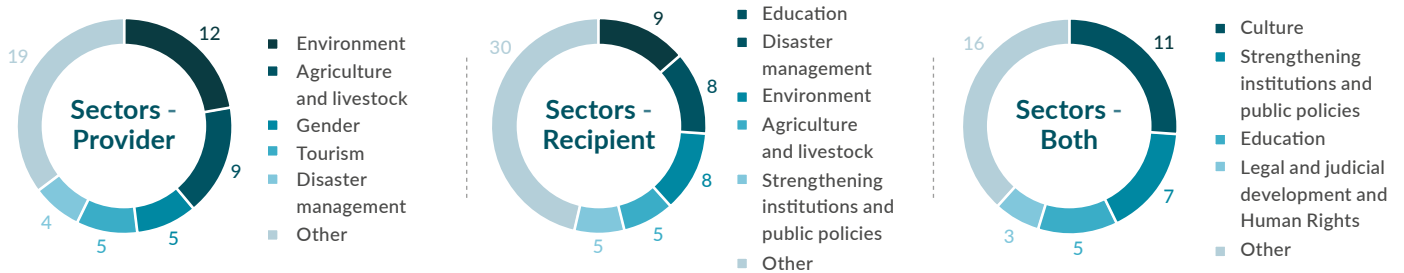 Sectors -
Provider
12
9
5
5
4
19
Environment
Agriculture
and livestock
Gender
Tourism
Disaster
management
Other
Sectors -
Recipient
9
8
8
5
5
30
Education
Disaster
management
Environment
Agriculture
and livestock
Strengthening
institutions and
public policies
Other
Sectors -
Both
11
7
5
3
16
Culture
Strengthening
institutions and
public policies
Education
Legal and judicial
development and
Human Rights
Other